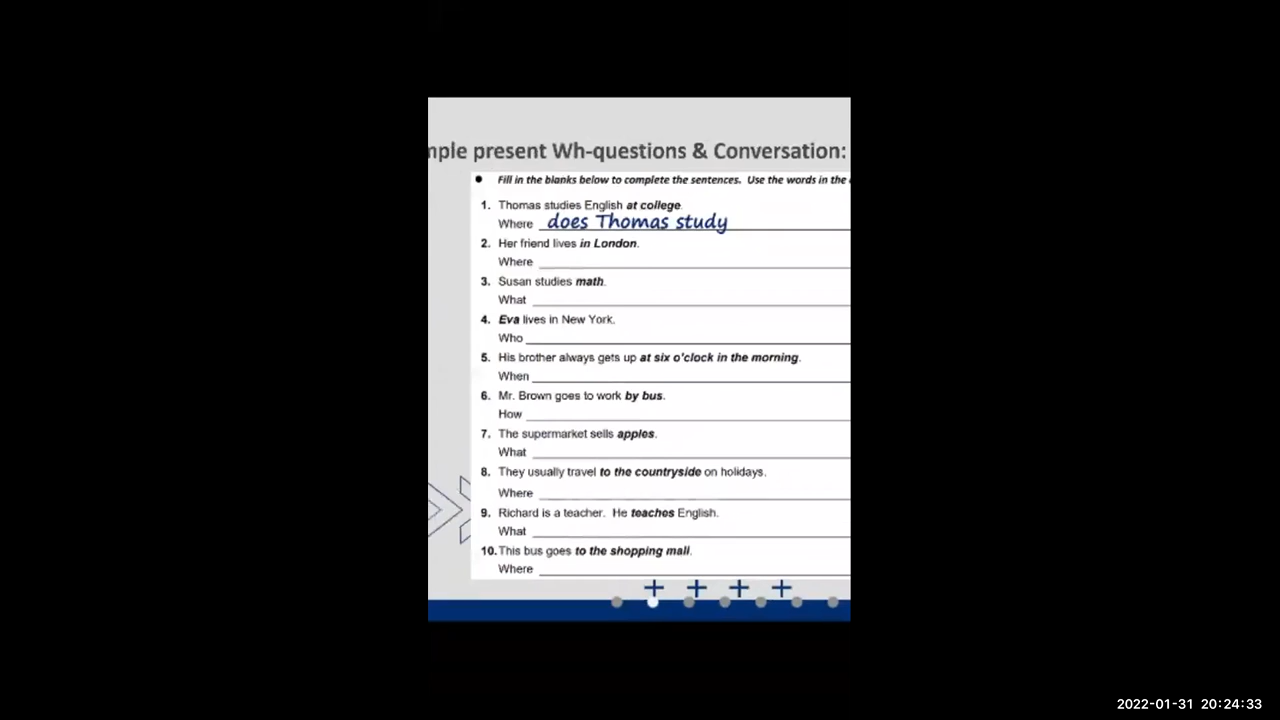 mple present Wh-questions & Conversation:
• Fill in the blanks below to complete the sentences. Use the words in the
1. Thomas studies English at college.
Where does Thomas study
2. Her friend lives in London.
Where
3. Susan studies math.
What
4. Eva lives in New York.
Who
5. His brother always gets up at six o'clock in the morning.
When
6. Mr. Brown goes to work by bus.
How
7. The supermarket sells apples.
What
8. They usually travel to the countryside on holidays.
Where
9. Richard is a teacher. He teaches English.
What
10. This bus goes to the shopping mall.
Where
2022-01-31 20:24:33